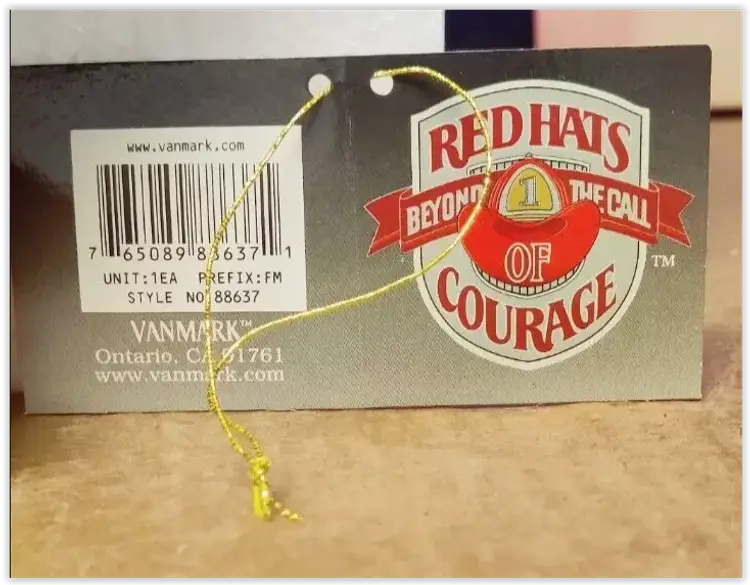 www.vanmark.com
7 65089 88637 1
UNIT:1EA PREFIX:FM
STYLE NO 88637
VANMARK™
Ontario, CA 91761
www.vanmark.com
RED HATS
BEYOND 1 THE CALL
OF
COURAGE
TM